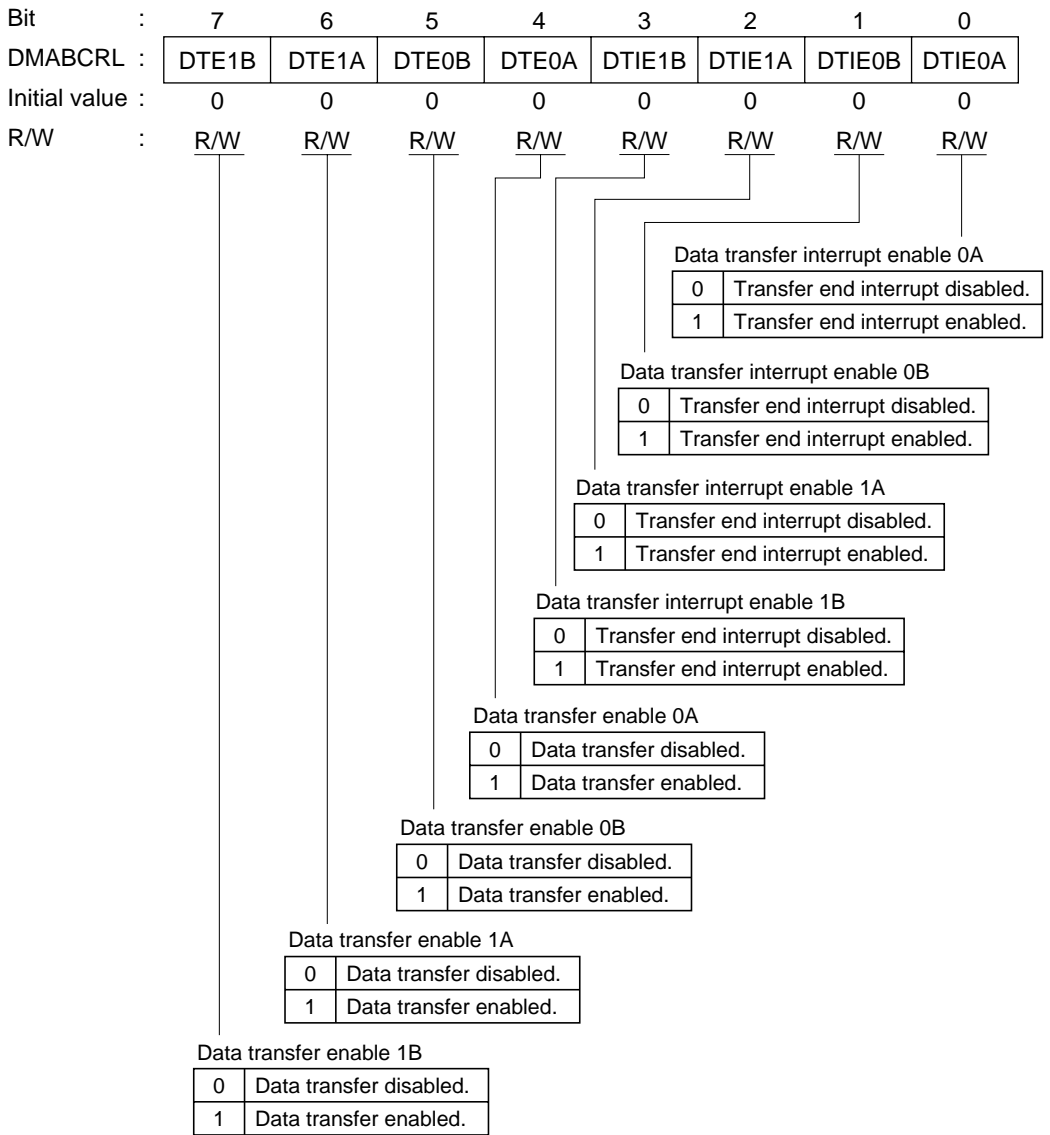 Bit : 7 6 5 4 3 2 1 0
DMABCRL : DTE1B DTE1A DTE0B DTE0A DTIE1B DTIE1A DTIE0B DTIE0A
Initial value : 0 0 0 0 0 0 0 0
R/W : R/W R/W R/W R/W R/W R/W R/W R/W
Data transfer interrupt enable 0A
0 Transfer end interrupt disabled.
1 Transfer end interrupt enabled.
Data transfer interrupt enable 0B
0 Transfer end interrupt disabled.
1 Transfer end interrupt enabled.
Data transfer interrupt enable 1A
0 Transfer end interrupt disabled.
1 Transfer end interrupt enabled.
Data transfer interrupt enable 1B
0 Transfer end interrupt disabled.
1 Transfer end interrupt enabled.
Data transfer enable 0A
0 Data transfer disabled.
1 Data transfer enabled.
Data transfer enable 0B
0 Data transfer disabled.
1 Data transfer enabled.
Data transfer enable 1A
0 Data transfer disabled.
1 Data transfer enabled.
Data transfer enable 1B
0 Data transfer disabled.
1 Data transfer enabled.